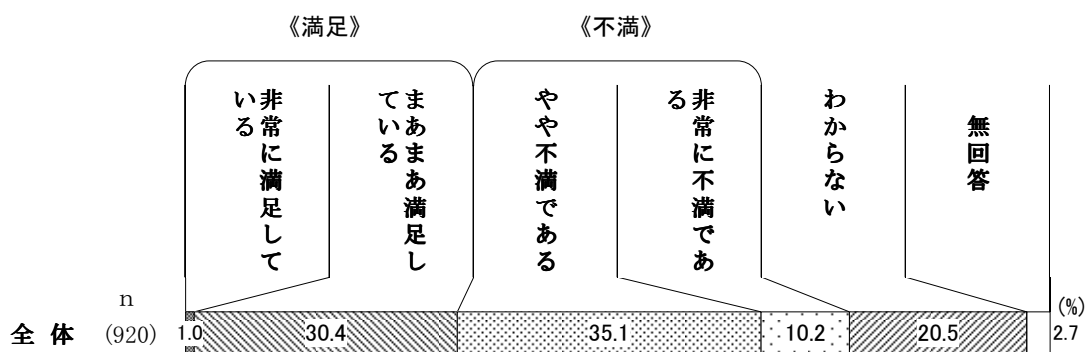 《満足》 《不満》
非常に満足して
いる
まあまあ満足し
ている
やや不満である
非常に不満であ
る
わからない
無回答
n
(%)
全体 (920) 1.0 30.4 35.1 10.2 20.5 2.7